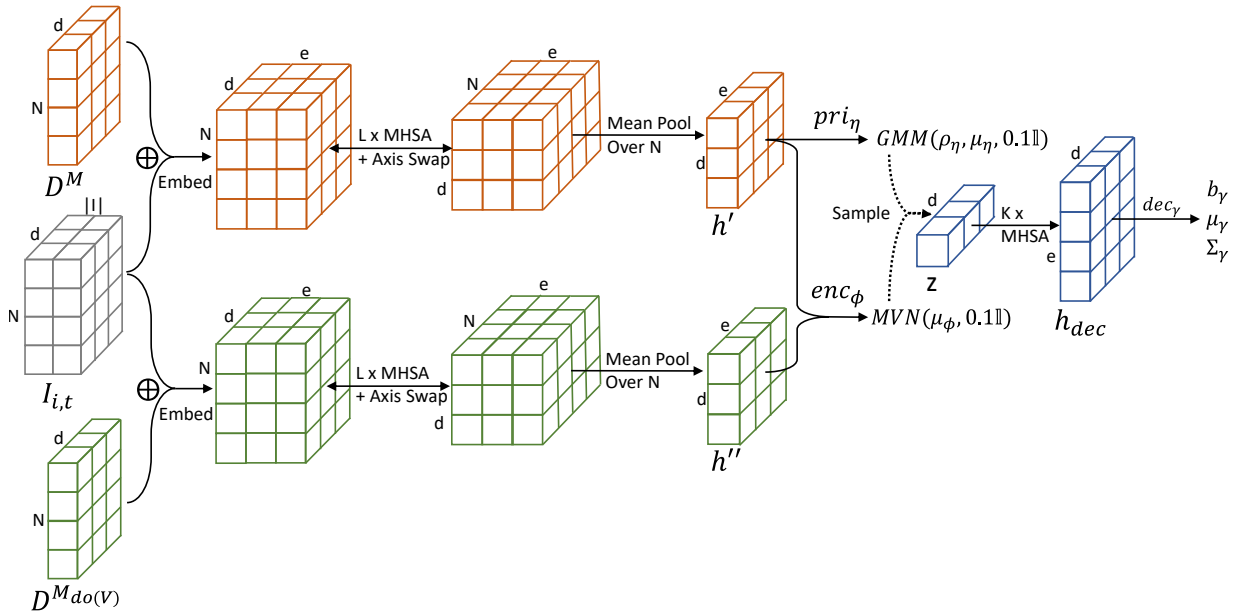 d
N
D^M
⊕
Embed
d
e
N
L x MHSA
+ Axis Swap
e
N
d
Mean Pool
Over N
e
d
h′
pri_η
GMM(ρ_η, μ_η, 0.1𝕀)
Sample
d
z
K x
MHSA
d
e
h_dec
dec_γ
b_γ
μ_γ
Σ_γ
|I|
d
N
I_{i,t}
⊕
Embed
e
d
N
L x MHSA
+ Axis Swap
e
N
d
Mean Pool
Over N
e
d
h′′
enc_ϕ
MVN(μ_ϕ, 0.1𝕀)
d
N
D^{M_{do(V)}}